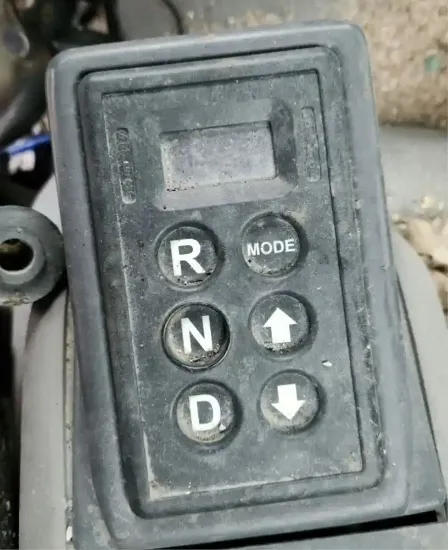 R MODE
N ⬆
D ⬇